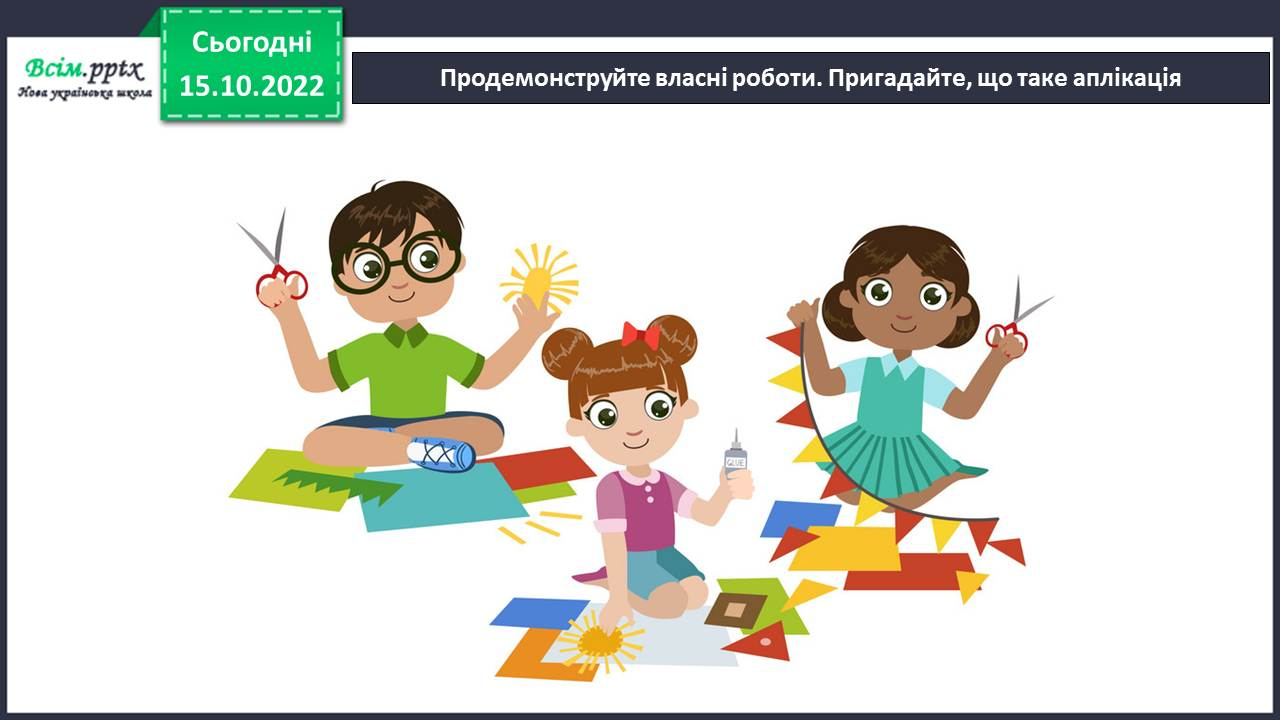 Всім.pptx
Нова українська школа
Сьогодні
15.10.2022
Продемонструйте власні роботи. Пригадайте, що таке аплікація
GLUE